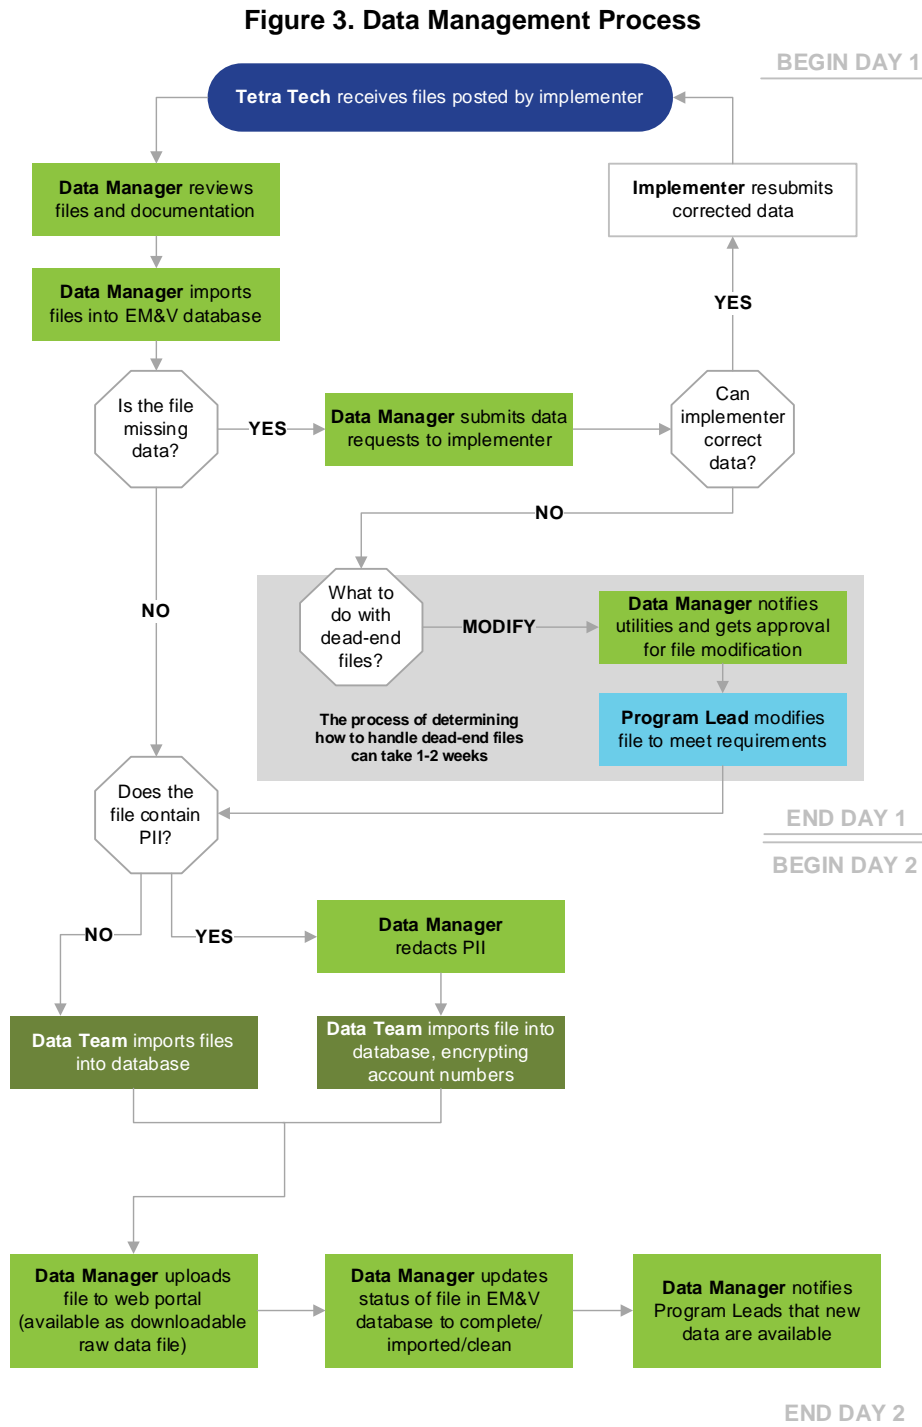 Figure 3. Data Management Process
BEGIN DAY 1
Tetra Tech receives files posted by implementer
Data Manager reviews
files and documentation
Implementer resubmits
corrected data
Data Manager imports
files into EM&V database
YES
Is the file
missing
data?
YES
Data Manager submits data
requests to implementer
Can
implementer
correct
data?
NO
What to
do with
dead-end
files?
MODIFY
Data Manager notifies
utilities and gets approval
for file modification
NO
The process of determining
how to handle dead-end files
can take 1-2 weeks
Program Lead modifies
file to meet requirements
Does the
file contain
PII?
END DAY 1
BEGIN DAY 2
NO
YES
Data Manager
redacts PII
Data Team imports files
into database
Data Team imports file into
database, encrypting
account numbers
Data Manager uploads
file to web portal
(available as downloadable
raw data file)
Data Manager updates
status of file in EM&V
database to complete/
imported/clean
Data Manager notifies
Program Leads that new
data are available
END DAY 2